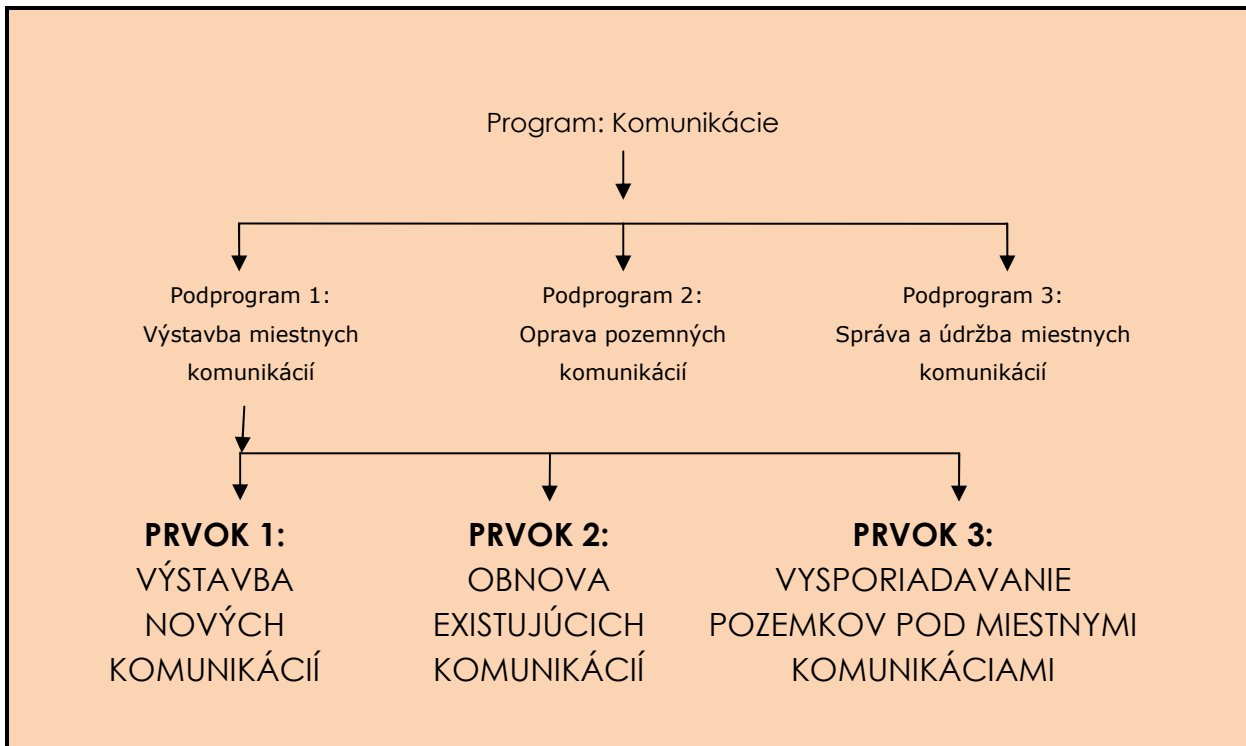 Program: Komunikácie
Podprogram 1:
Výstavba miestnych
komunikácií
Podprogram 2:
Oprava pozemných
komunikácií
Podprogram 3:
Správa a údržba miestnych
komunikácií
PRVOK 1:
VÝSTAVBA
NOVÝCH
KOMUNIKÁCIÍ
PRVOK 2:
OBNOVA
EXISTUJÚCICH
KOMUNIKÁCIÍ
PRVOK 3:
VYSPORIADAVANIE
POZEMKOV POD MIESTNYMI
KOMUNIKÁCIAMI